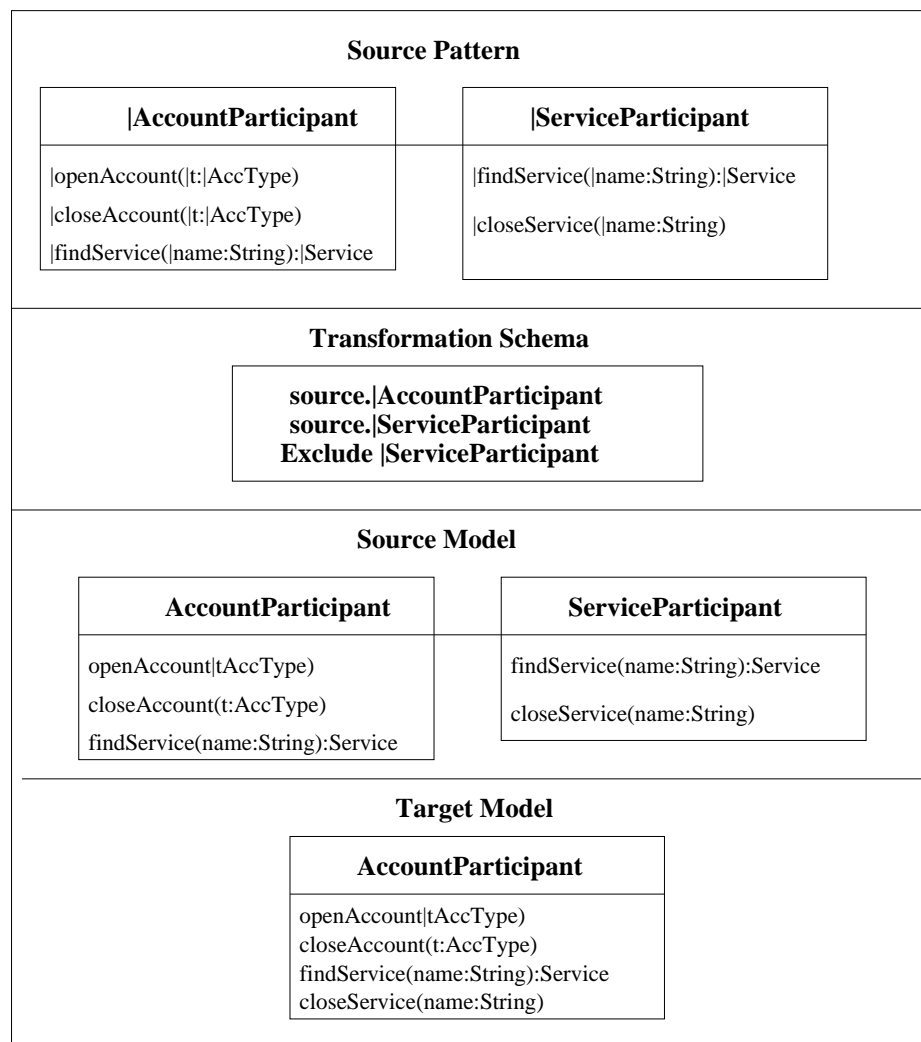 Source Pattern
|AccountParticipant
|openAccount(|t:|AccType)
|closeAccount(|t:|AccType)
|findService(|name:String):|Service
|ServiceParticipant
|findService(|name:String):|Service
|closeService(|name:String)
Transformation Schema
source.|AccountParticipant
source.|ServiceParticipant
Exclude |ServiceParticipant
Source Model
AccountParticipant
openAccount|tAccType)
closeAccount(t:AccType)
findService(name:String):Service
ServiceParticipant
findService(name:String):Service
closeService(name:String)
Target Model
AccountParticipant
openAccount|tAccType)
closeAccount(t:AccType)
findService(name:String):Service
closeService(name:String)